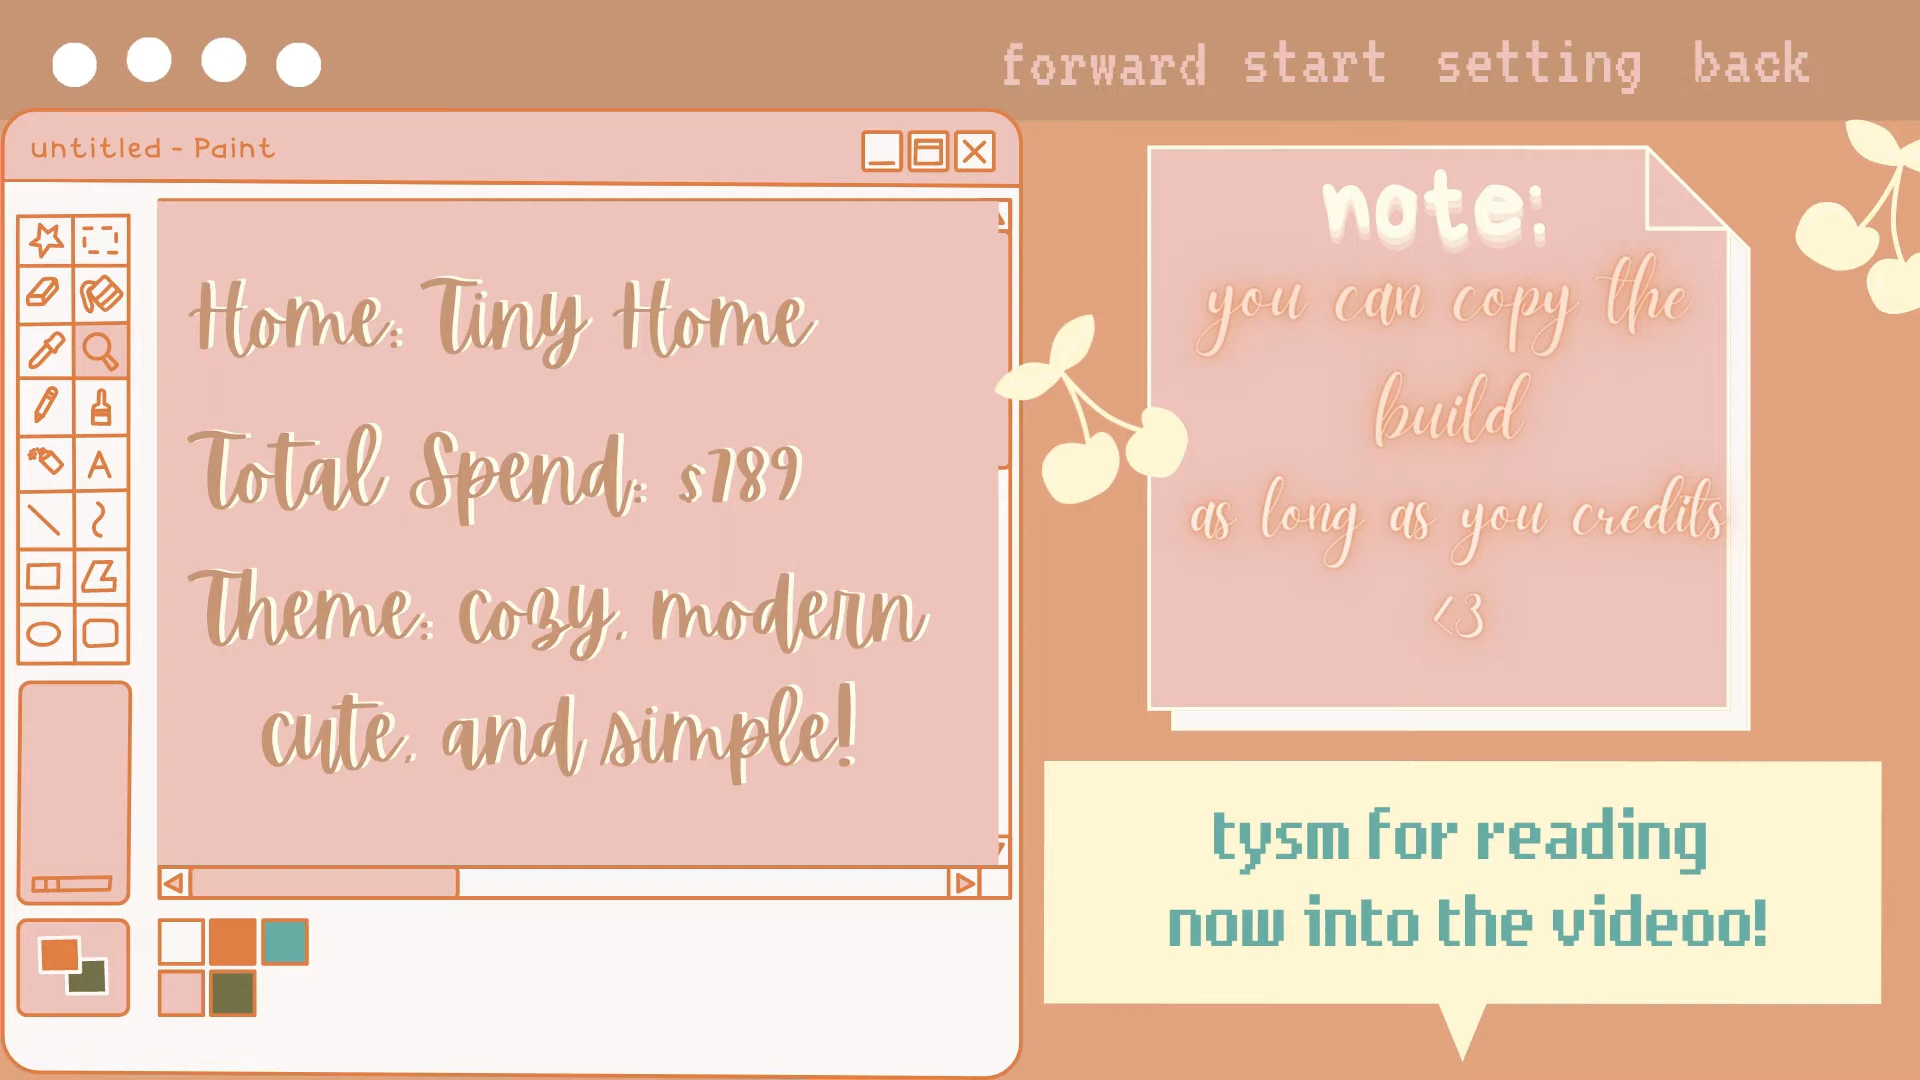 forward start setting back
untitled - Paint
Home: Tiny Home
Total Spend: $789
Theme: cozy, modern
cute, and simple!
A
note:
you can copy the
build
as long as you credits
<3
tysm for reading
now into the videoo!